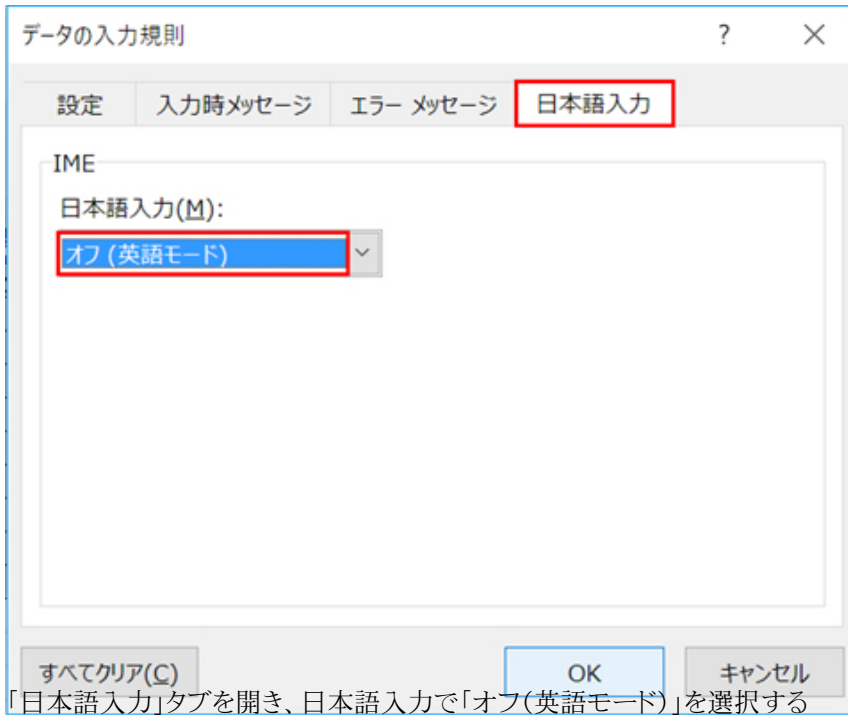 データの入力規則
設定 入力時メッセージ エラー メッセージ 日本語入力
IME
日本語入力(M):
オフ (英語モード)
すべてクリア(C) OK キャンセル
「日本語入力」タブを開き、日本語入力で「オフ(英語モード)」を選択する